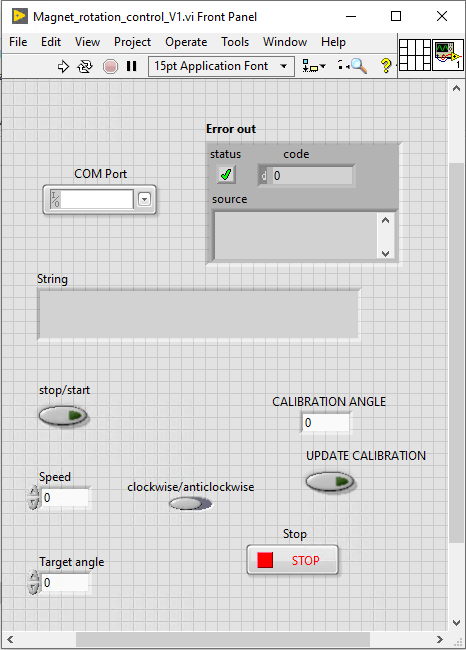 Magnet_rotation_control_V1.vi Front Panel
File Edit View Project Operate Tools Window Help
15pt Application Font
?
1
Error out
status code
COM Port
d 0
I/O
source
String
stop/start
CALIBRATION ANGLE
0
UPDATE CALIBRATION
Speed
clockwise/anticlockwise
0
Stop
STOP
Target angle
0